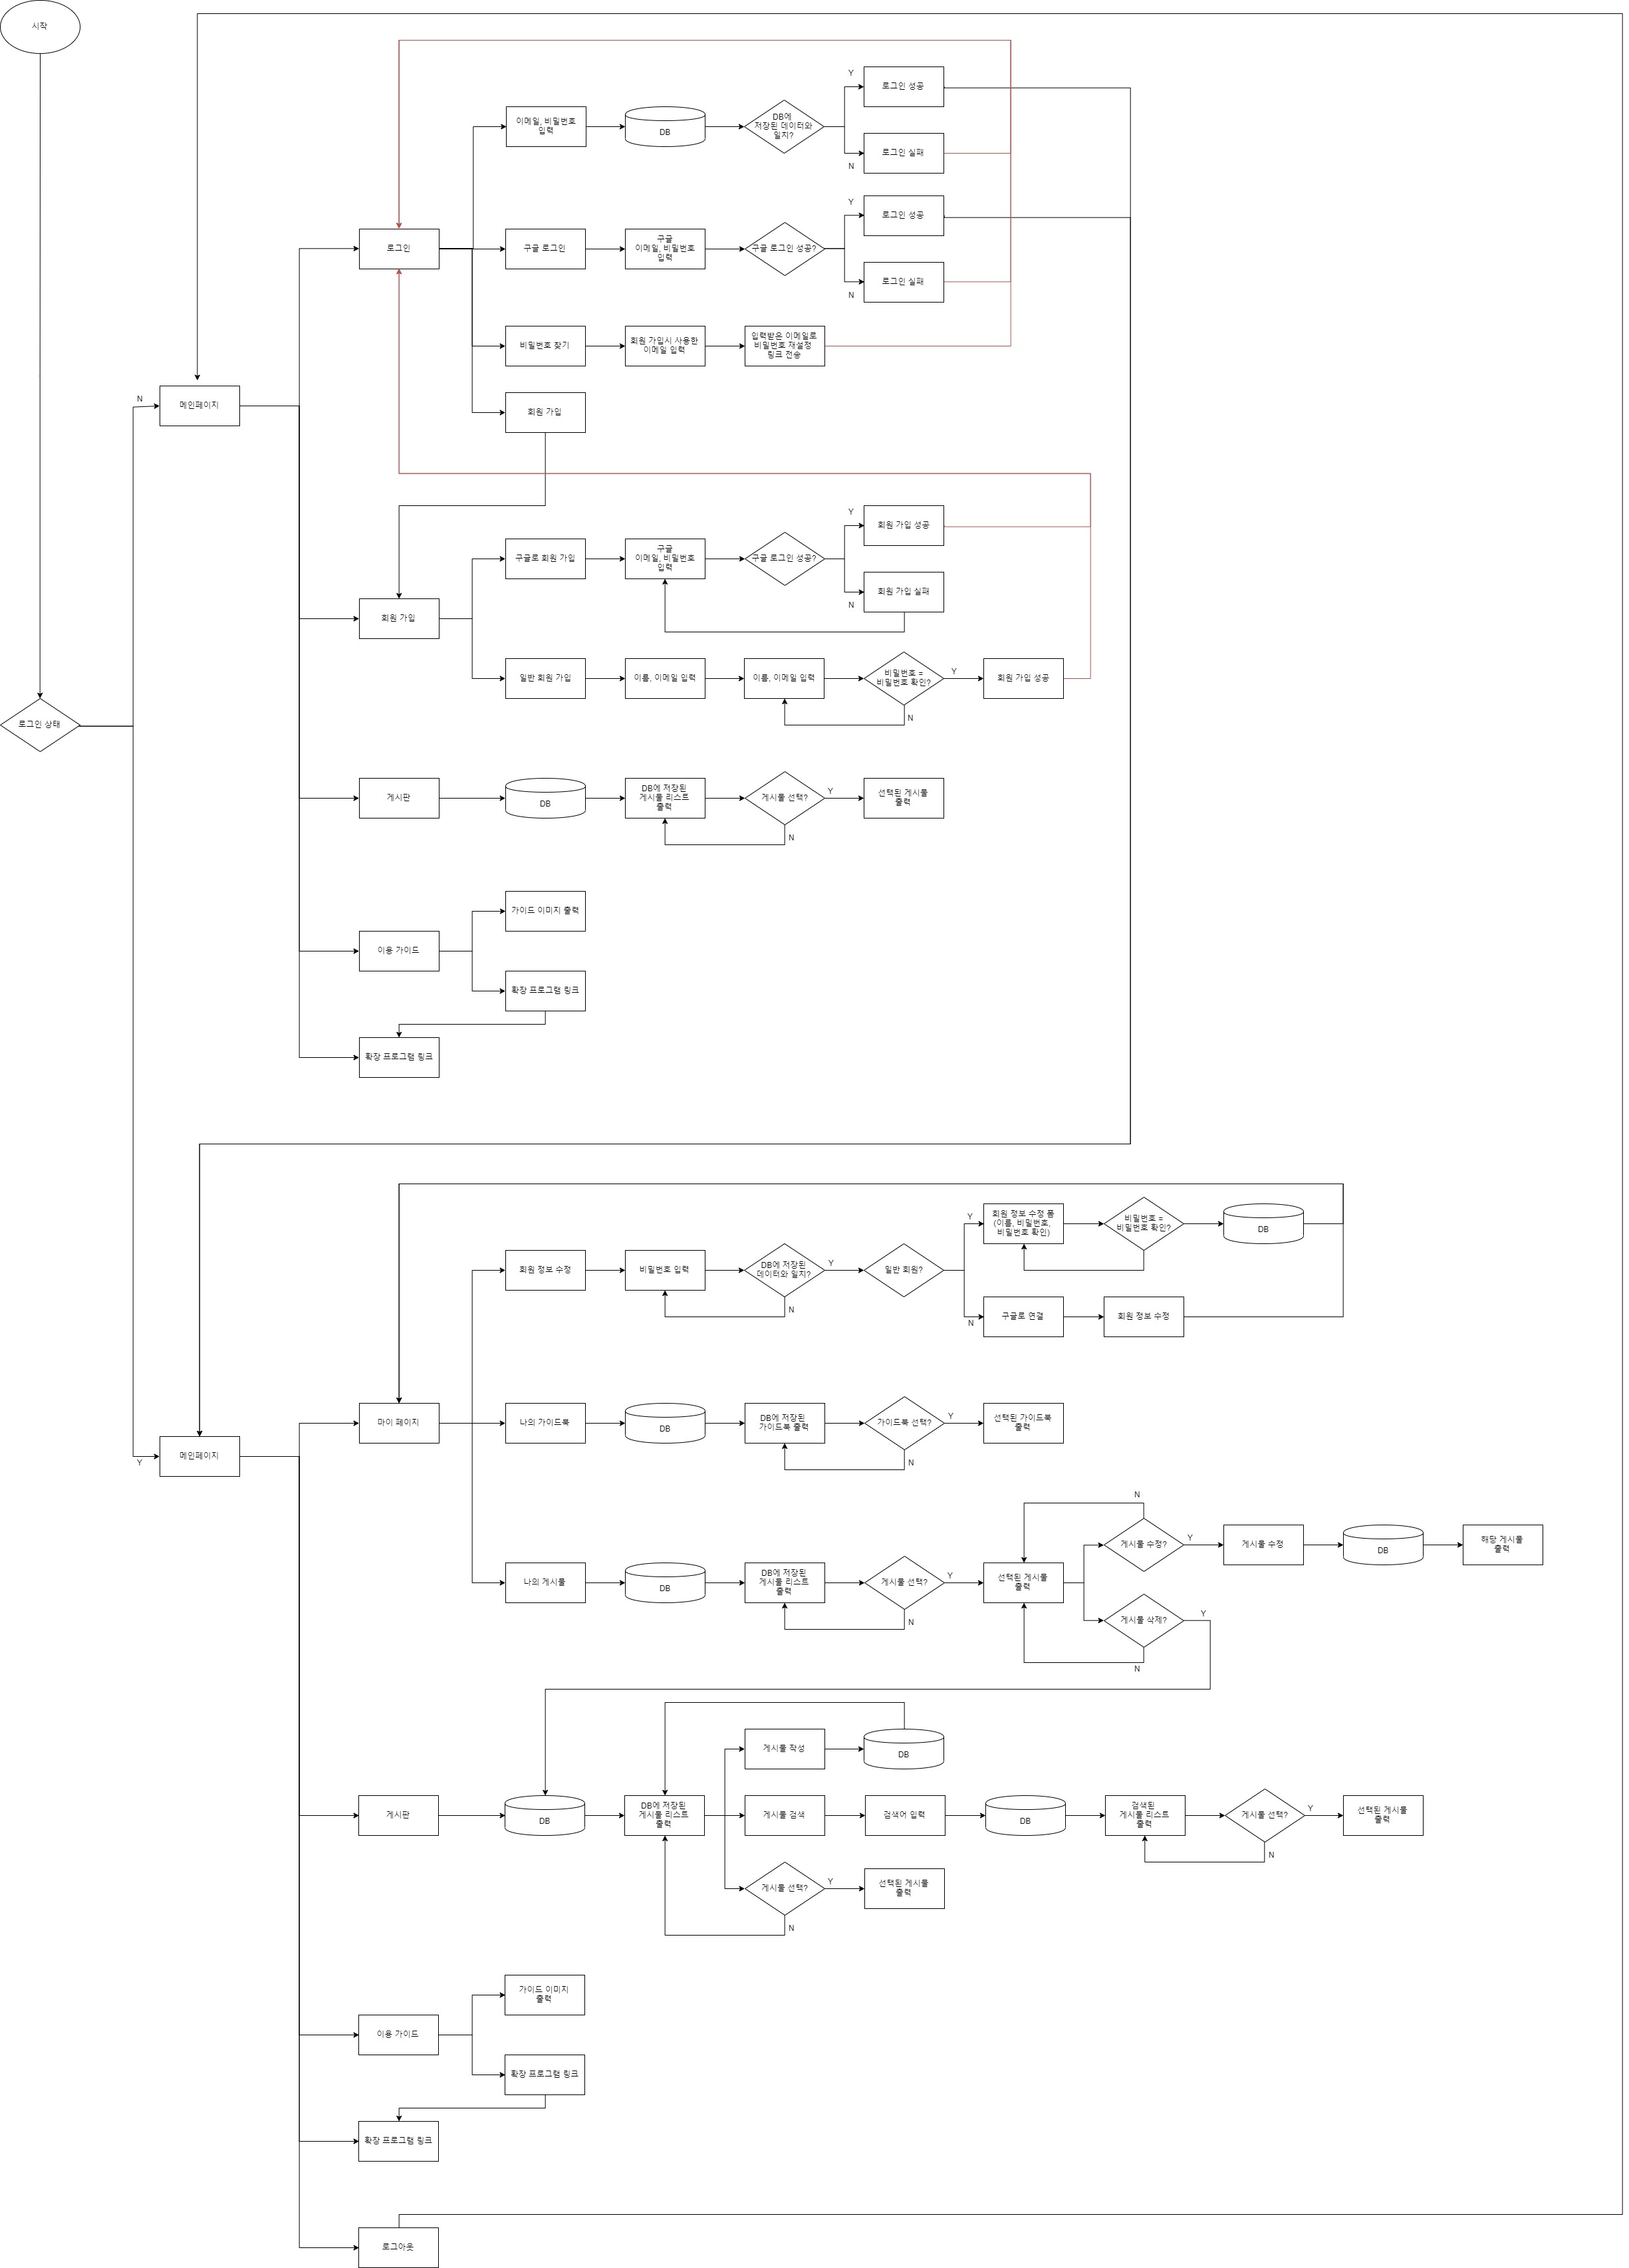 시작
Y
로그인 성공
이메일, 비밀번호
입력
DB
DB에
저장된 데이터와
일치?
로그인 실패
N
Y
로그인 성공
로그인
구글 로그인
구글
이메일, 비밀번호
입력
구글 로그인 성공?
로그인 실패
N
비밀번호 찾기
회원 가입시 사용한
이메일 입력
입력받은 이메일로
비밀번호 재설정
링크 전송
N
메인페이지
회원 가입
Y
회원 가입 성공
구글로 회원 가입
구글
이메일, 비밀번호
입력
구글 로그인 성공?
회원 가입 실패
N
회원 가입
일반 회원 가입
이름, 이메일 입력
이름, 이메일 입력
비밀번호 =
비밀번호 확인?
Y
회원 가입 성공
N
로그인 상태
게시판
DB
DB에 저장된
게시물 리스트
출력
게시물 선택?
Y
선택된 게시물
출력
N
가이드 이미지 출력
이용 가이드
확장 프로그램 링크
확장 프로그램 링크
Y
회원 정보 수정 폼
(이름, 비밀번호,
비밀번호 확인)
비밀번호 =
비밀번호 확인?
DB
회원 정보 수정
비밀번호 입력
DB에 저장된
데이터와 일치?
Y
일반 회원?
N
구글로 연결
회원 정보 수정
N
마이 페이지
나의 가이드북
DB
DB에 저장된
가이드북 출력
가이드북 선택?
Y
선택된 가이드북
출력
N
메인페이지
Y
N
게시물 수정?
Y
게시물 수정
DB
해당 게시물
출력
나의 게시물
DB
DB에 저장된
게시물 리스트
출력
게시물 선택?
Y
선택된 게시물
출력
N
게시물 삭제?
Y
N
게시물 작성
DB
게시판
DB
DB에 저장된
게시물 리스트
출력
게시물 검색
검색어 입력
DB
검색된
게시물 리스트
출력
게시물 선택?
Y
선택된 게시물
출력
N
게시물 선택?
Y
선택된 게시물
출력
N
가이드 이미지
출력
이용 가이드
확장 프로그램 링크
확장 프로그램 링크
로그아웃